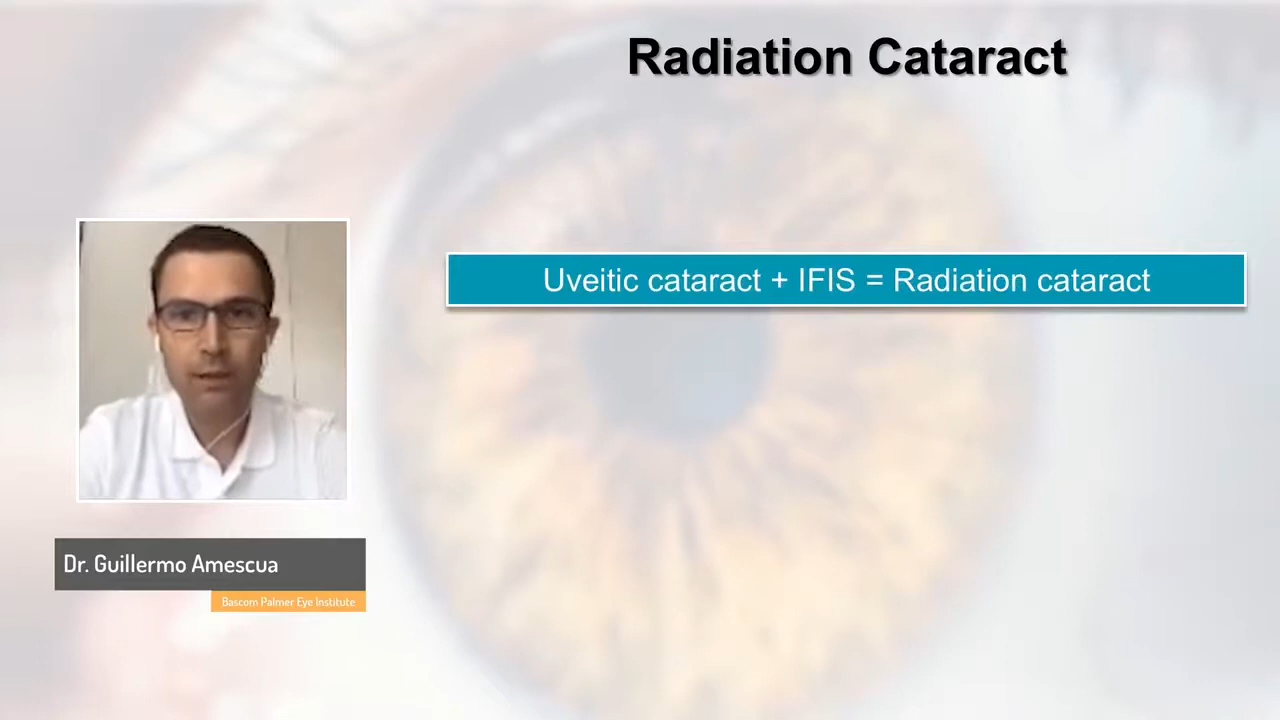 Radiation Cataract
Uveitic cataract + IFIS = Radiation cataract
Dr. Guillermo Amescua
Bascom Palmer Eye Institute